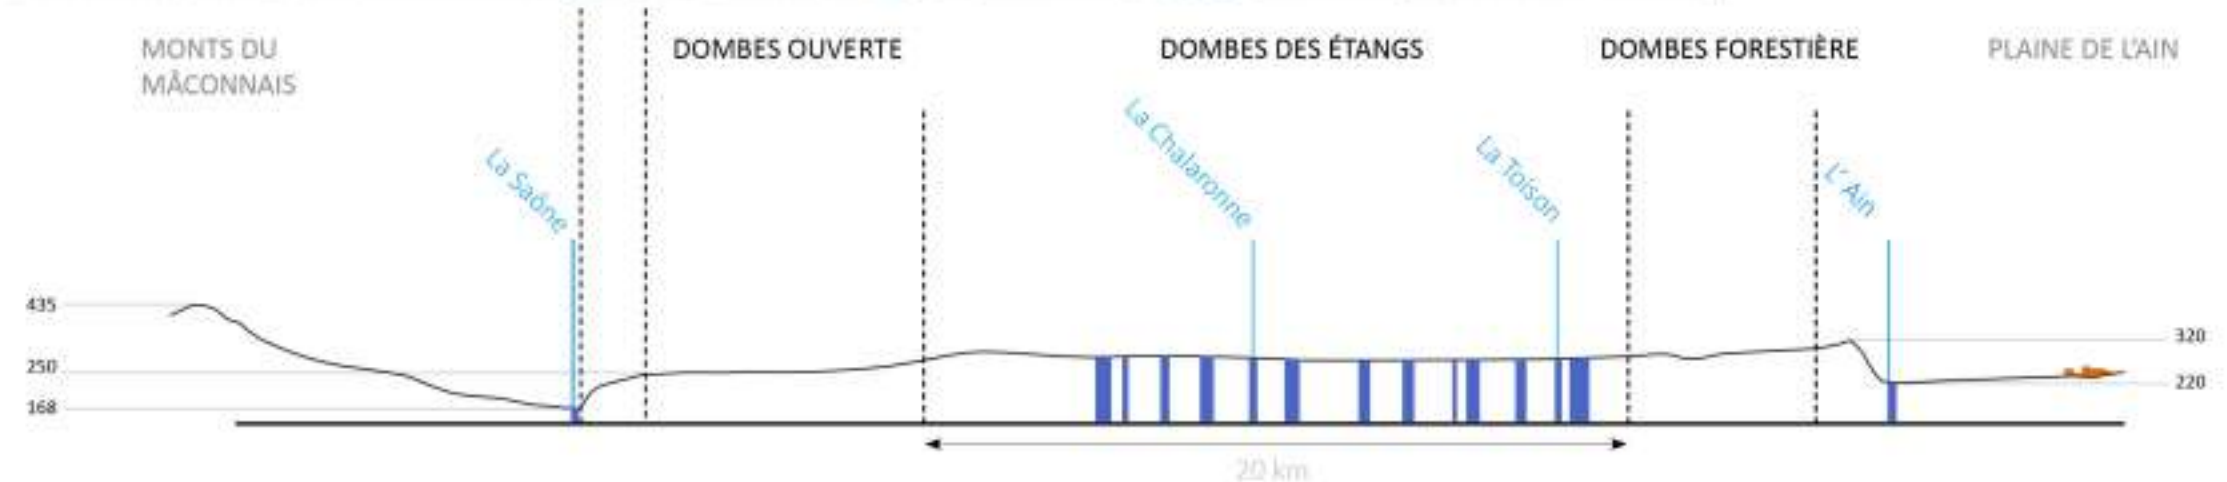 MONTS DU
MÂCONNAIS
DOMBES OUVERTE
DOMBES DES ÉTANGS
DOMBES FORESTIÈRE
PLAINE DE L'AIN
La Saône
La Chalaronne
La Toison
L' Ain
435
250
168
320
220
20 km